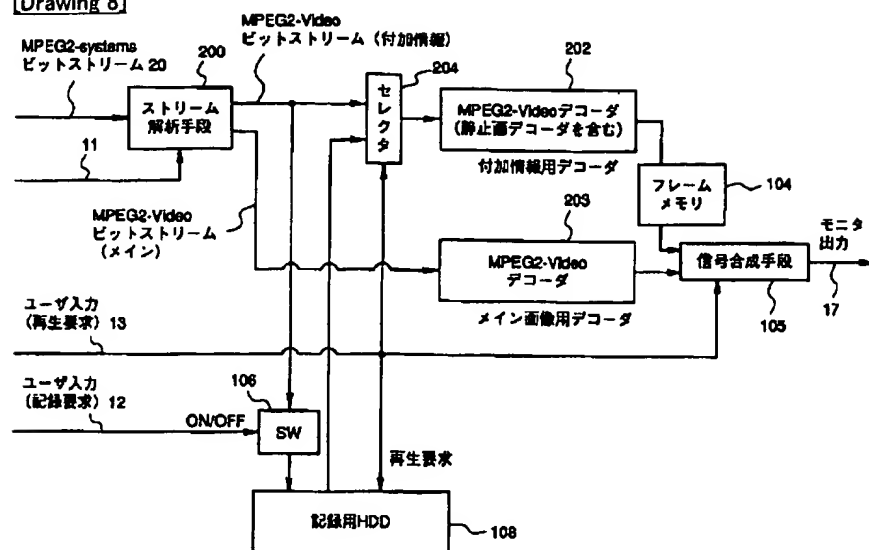 [Drawing 8]
MPEG2-systems
ビットストリーム 20
200
MPEG2-Video
ビットストリーム (付加情報)
204
202
ストリーム
解析手段
セレクタ
MPEG2-Videoデコーダ
(静止画デコーダを含む)
付加情報用デコーダ
11
フレーム
メモリ
104
MPEG2-Video
ビットストリーム
(メイン)
203
MPEG2-Video
デコーダ
メイン画像用デコーダ
信号合成手段
105
モニタ
出力
17
ユーザ入力
(再生要求) 13
ユーザ入力
(記録要求) 12
ON/OFF
106
SW
再生要求
記録用HDD
108